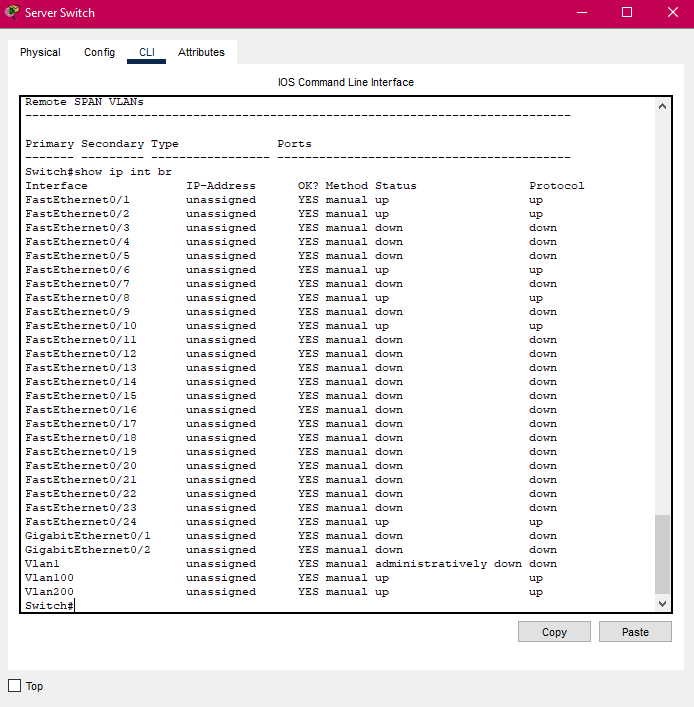 Server Switch
Physical Config CLI Attributes
IOS Command Line Interface
Remote SPAN VLANs
------------------------------------------------------------------------------
Primary Secondary Type              Ports
------- --------- ----------------- ------------------------------------------
Switch#show ip int br
Interface              IP-Address      OK? Method Status                Protocol
FastEthernet0/1        unassigned      YES manual up                    up
FastEthernet0/2        unassigned      YES manual up                    up
FastEthernet0/3        unassigned      YES manual down                  down
FastEthernet0/4        unassigned      YES manual down                  down
FastEthernet0/5        unassigned      YES manual down                  down
FastEthernet0/6        unassigned      YES manual up                    up
FastEthernet0/7        unassigned      YES manual down                  down
FastEthernet0/8        unassigned      YES manual up                    up
FastEthernet0/9        unassigned      YES manual down                  down
FastEthernet0/10       unassigned      YES manual up                    up
FastEthernet0/11       unassigned      YES manual down                  down
FastEthernet0/12       unassigned      YES manual down                  down
FastEthernet0/13       unassigned      YES manual down                  down
FastEthernet0/14       unassigned      YES manual down                  down
FastEthernet0/15       unassigned      YES manual down                  down
FastEthernet0/16       unassigned      YES manual down                  down
FastEthernet0/17       unassigned      YES manual down                  down
FastEthernet0/18       unassigned      YES manual down                  down
FastEthernet0/19       unassigned      YES manual down                  down
FastEthernet0/20       unassigned      YES manual down                  down
FastEthernet0/21       unassigned      YES manual down                  down
FastEthernet0/22       unassigned      YES manual down                  down
FastEthernet0/23       unassigned      YES manual down                  down
FastEthernet0/24       unassigned      YES manual up                    up
GigabitEthernet0/1     unassigned      YES manual down                  down
GigabitEthernet0/2     unassigned      YES manual down                  down
Vlan1                  unassigned      YES manual administratively down down
Vlan100                unassigned      YES manual up                    up
Vlan200                unassigned      YES manual up                    up
Switch#
Copy Paste
Top